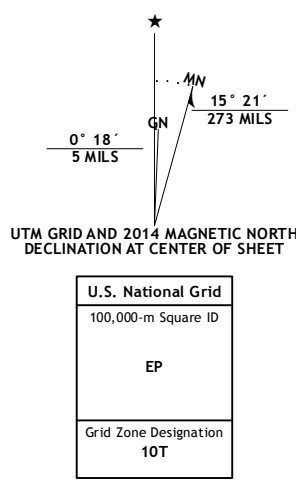 MN
GN
15° 21´
273 MILS
0° 18´
5 MILS
UTM GRID AND 2014 MAGNETIC NORTH
DECLINATION AT CENTER OF SHEET
U.S. National Grid
100,000-m Square ID
EP
Grid Zone Designation
10T